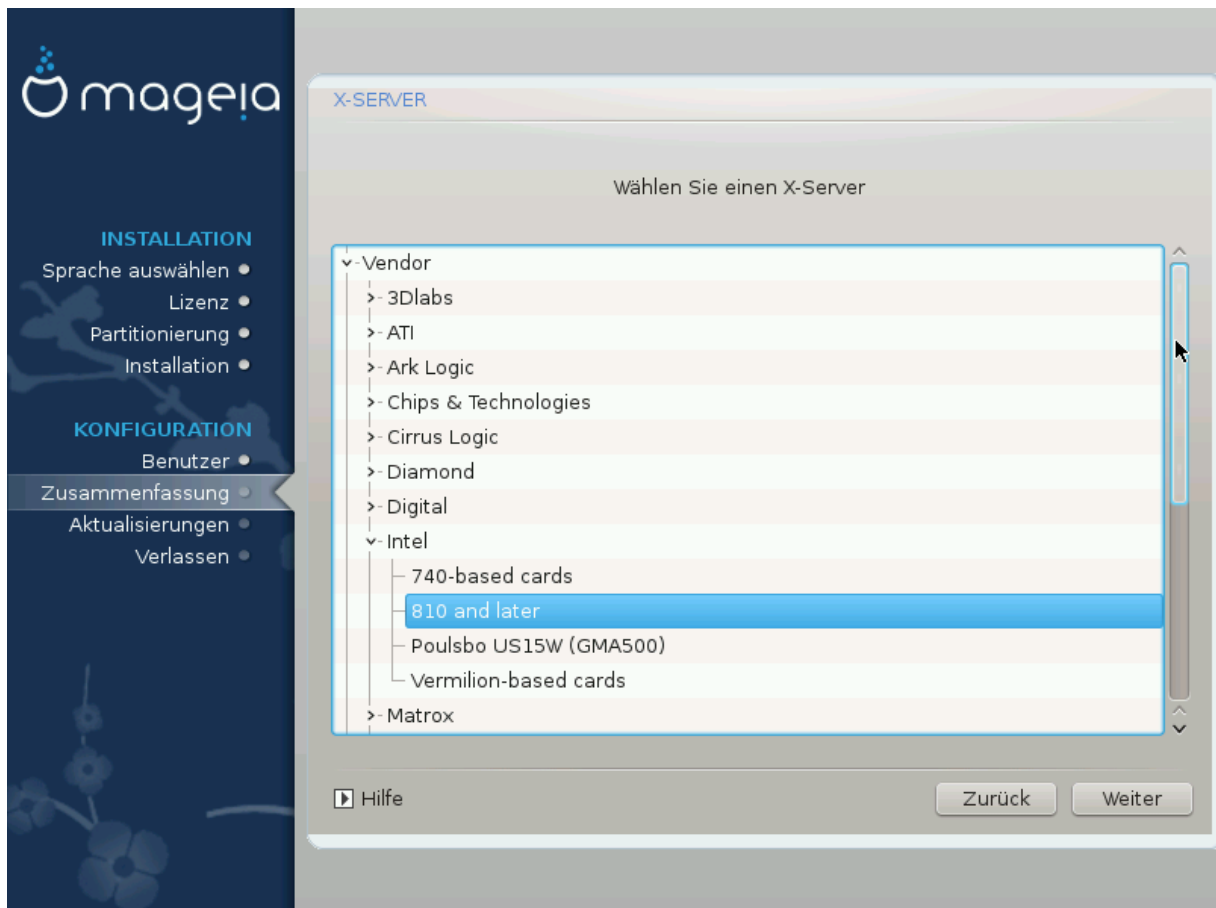 mageia
INSTALLATION
Sprache auswählen
Lizenz
Partitionierung
Installation
KONFIGURATION
Benutzer
Zusammenfassung
Aktualisierungen
Verlassen
X-SERVER
Wählen Sie einen X-Server
Vendor
3Dlabs
ATI
Ark Logic
Chips & Technologies
Cirrus Logic
Diamond
Digital
Intel
740-based cards
810 and later
Poulsbo US15W (GMA500)
Vermilion-based cards
Matrox
Hilfe
Zurück
Weiter